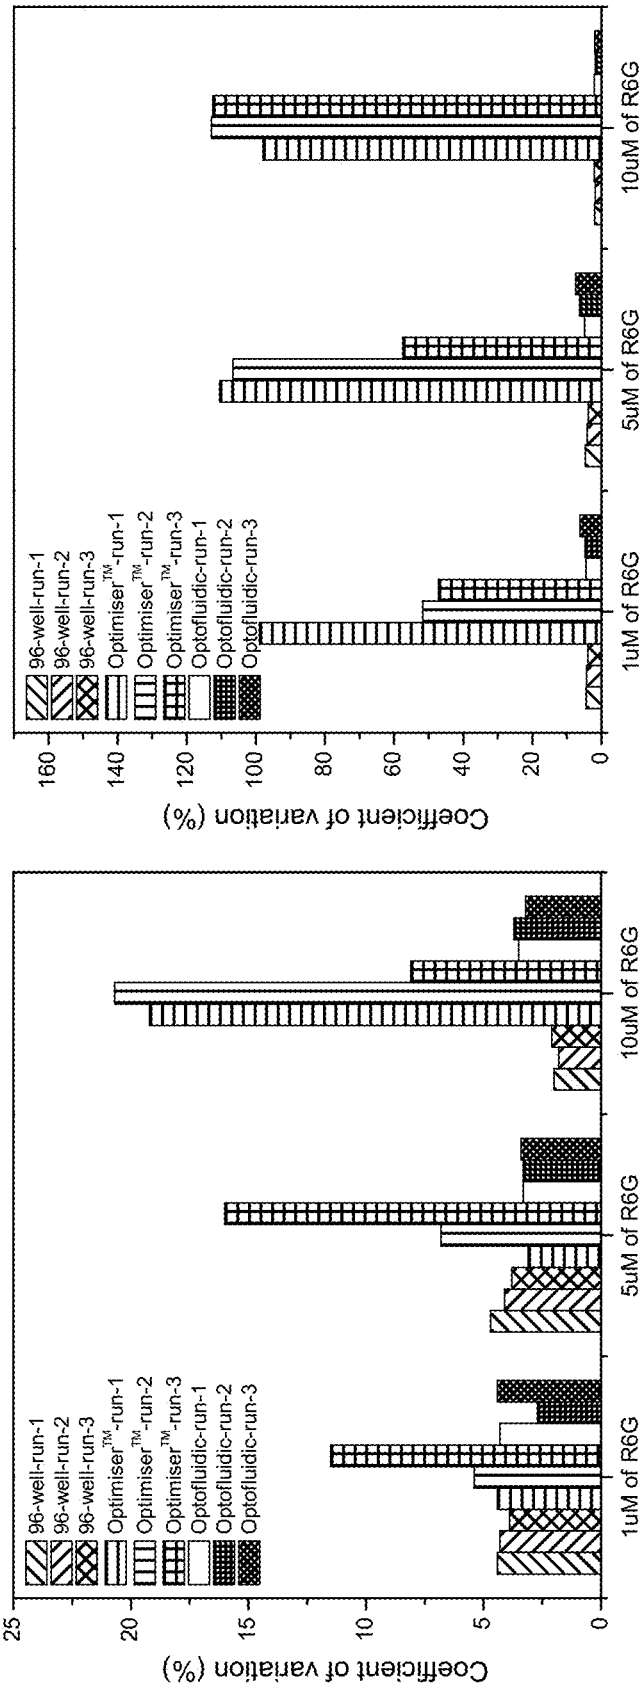 Coefficient of variation (%)
25
20
15
10
5
0
96-well-run-1
96-well-run-2
96-well-run-3
Optimiser™-run-1
Optimiser™-run-2
Optimiser™-run-3
Optofluidic-run-1
Optofluidic-run-2
Optofluidic-run-3
1uM of R6G
5uM of R6G
10uM of R6G
Coefficient of variation (%)
160
140
120
100
80
60
40
20
0
96-well-run-1
96-well-run-2
96-well-run-3
Optimiser™-run-1
Optimiser™-run-2
Optimiser™-run-3
Optofluidic-run-1
Optofluidic-run-2
Optofluidic-run-3
1uM of R6G
5uM of R6G
10uM of R6G